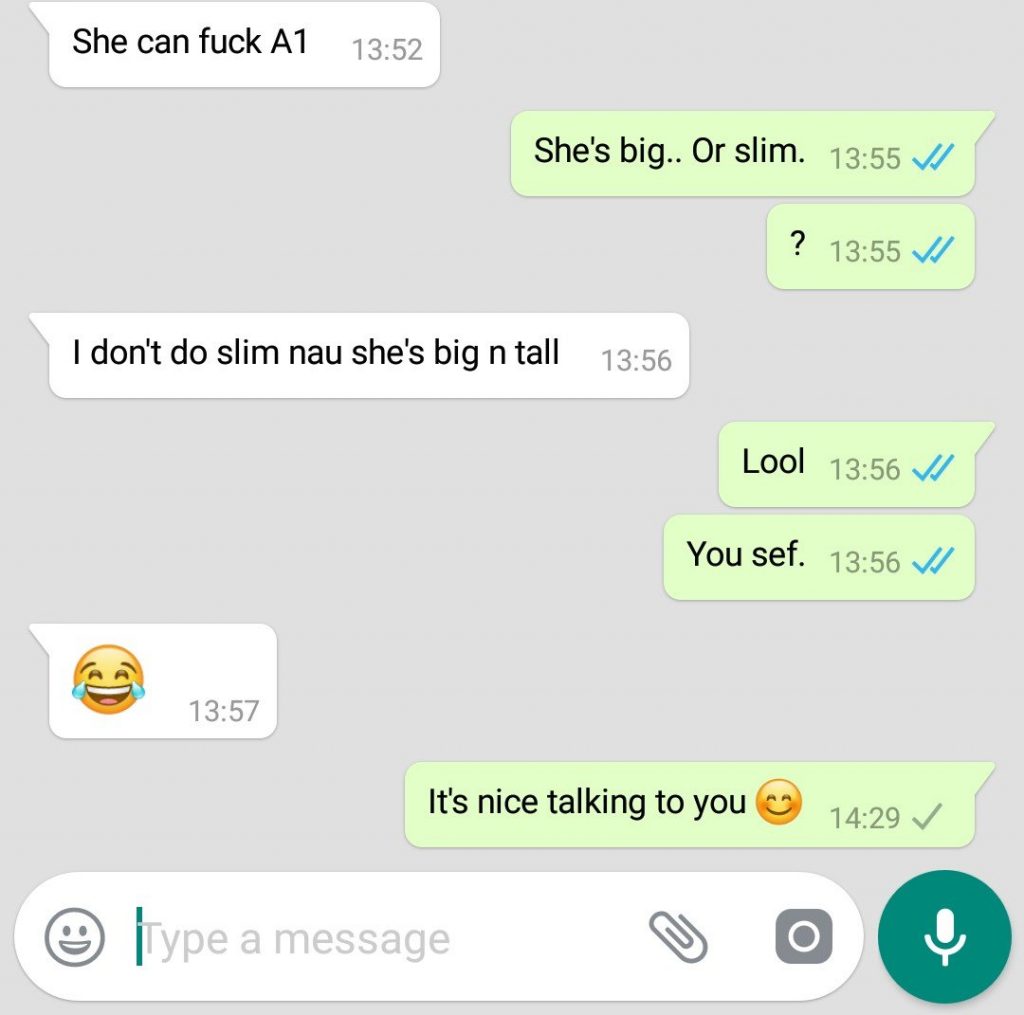 She can fuck A1 13:52
She's big.. Or slim. 13:55
? 13:55
I don't do slim nau she's big n tall 13:56
Lool 13:56
You sef. 13:56
😂 13:57
It's nice talking to you 😊 14:29
Type a message